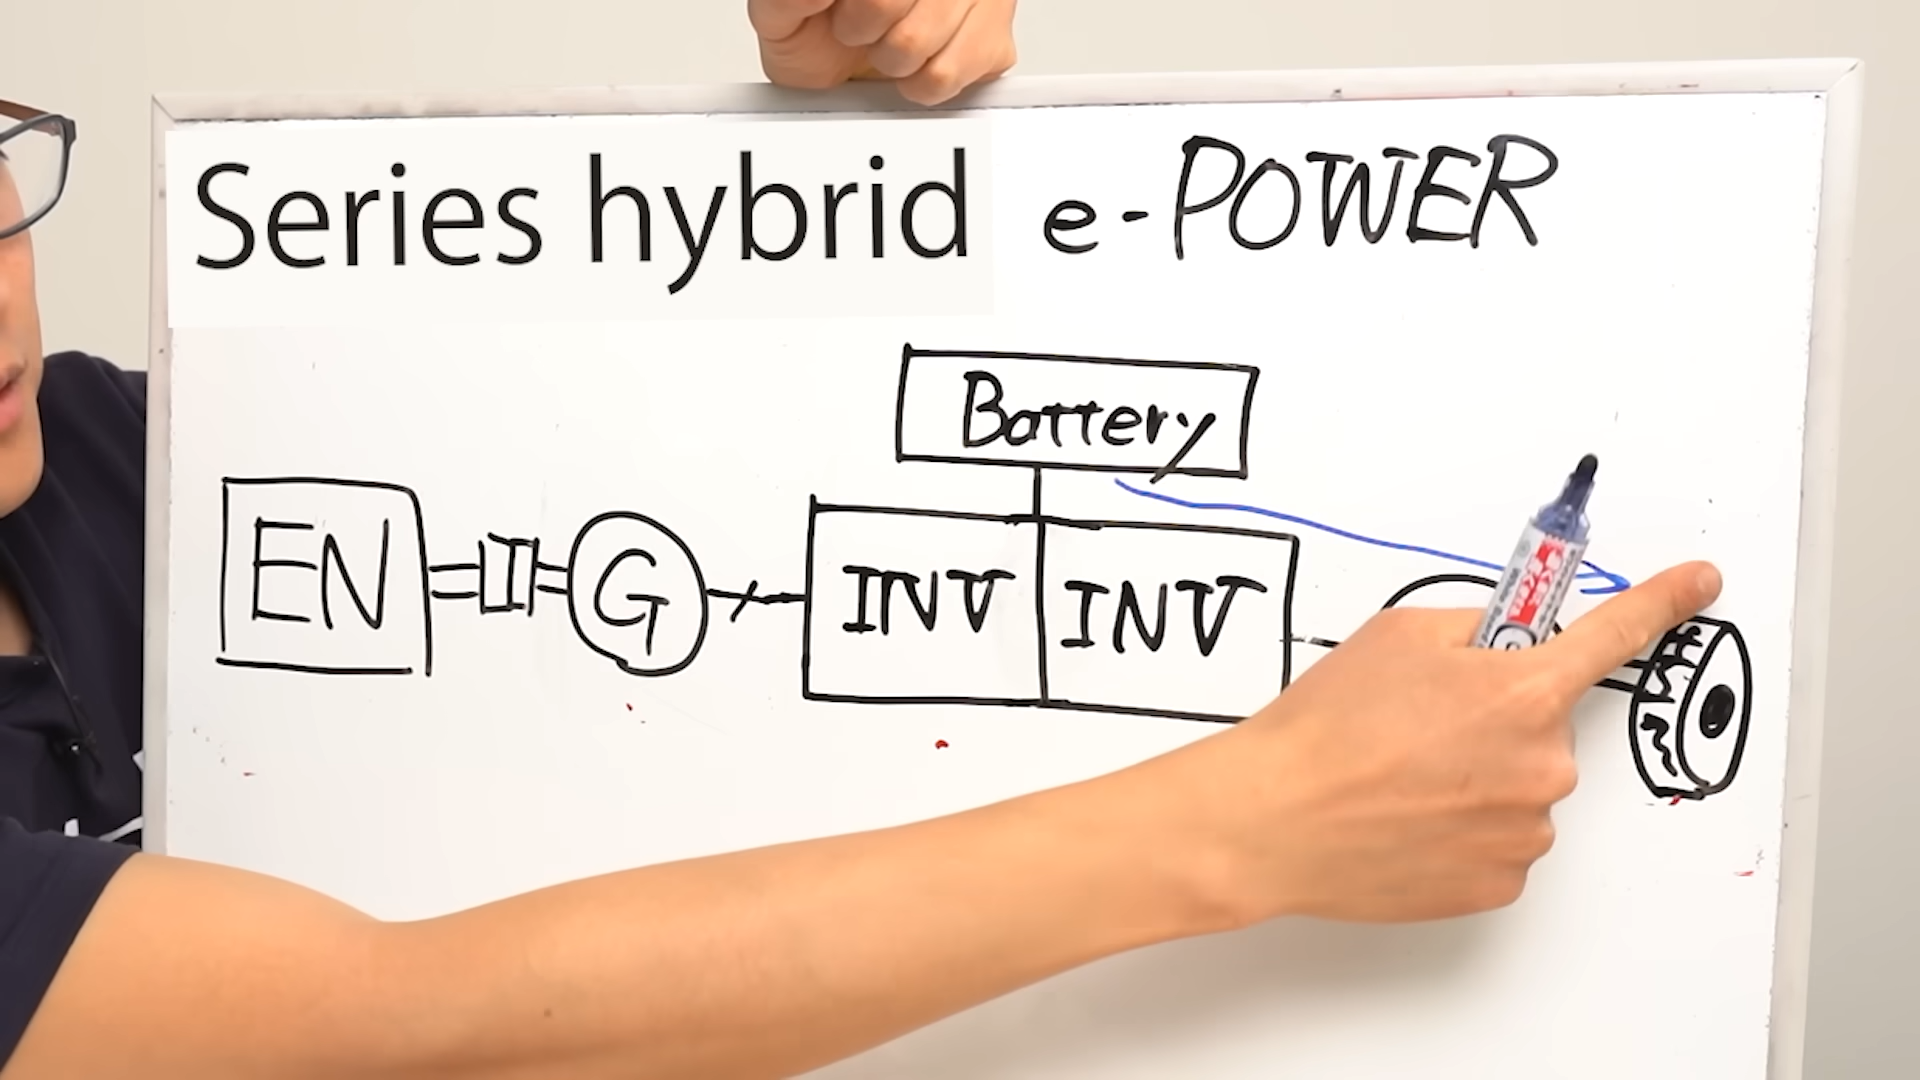 Series hybrid e-POWER
Battery
EN
G
INV
INV